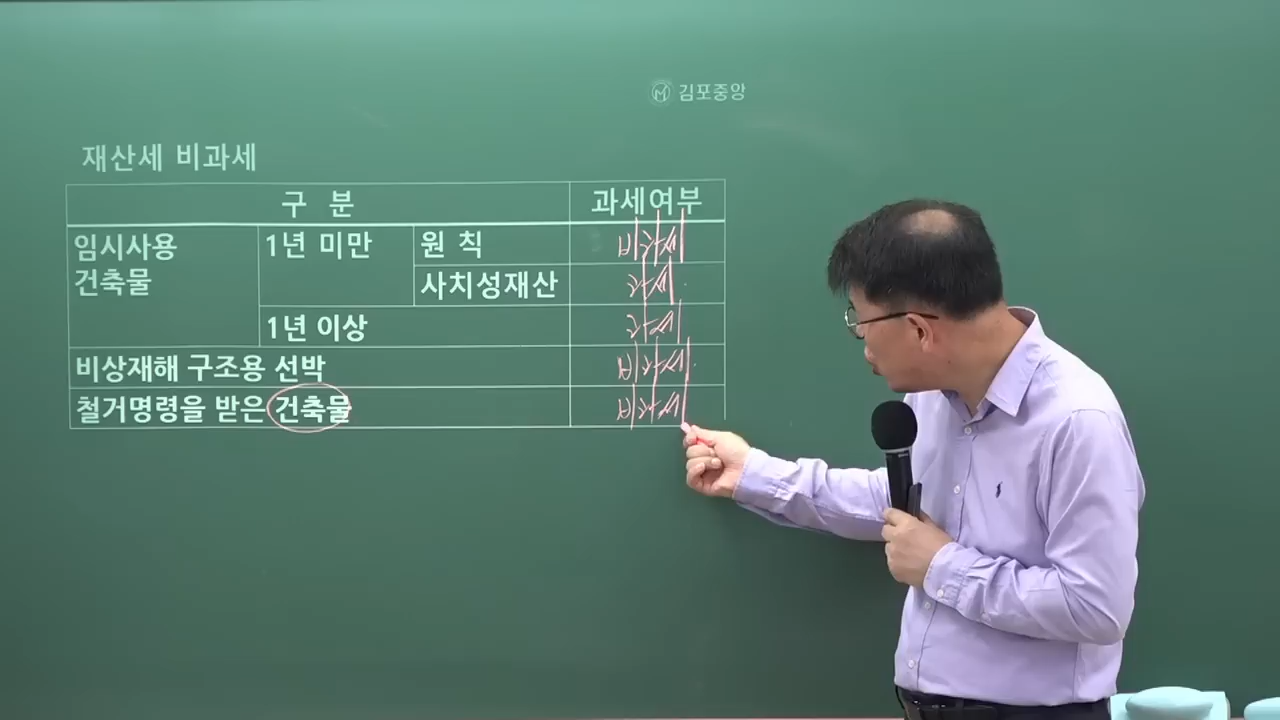 김포중앙
재산세 비과세
구 분 과세여부
임시사용 건축물 1년 미만 원 칙 비과세
사치성재산 과세
1년 이상 과세
비상재해 구조용 선박 비과세
철거명령을 받은 건축물 비과세